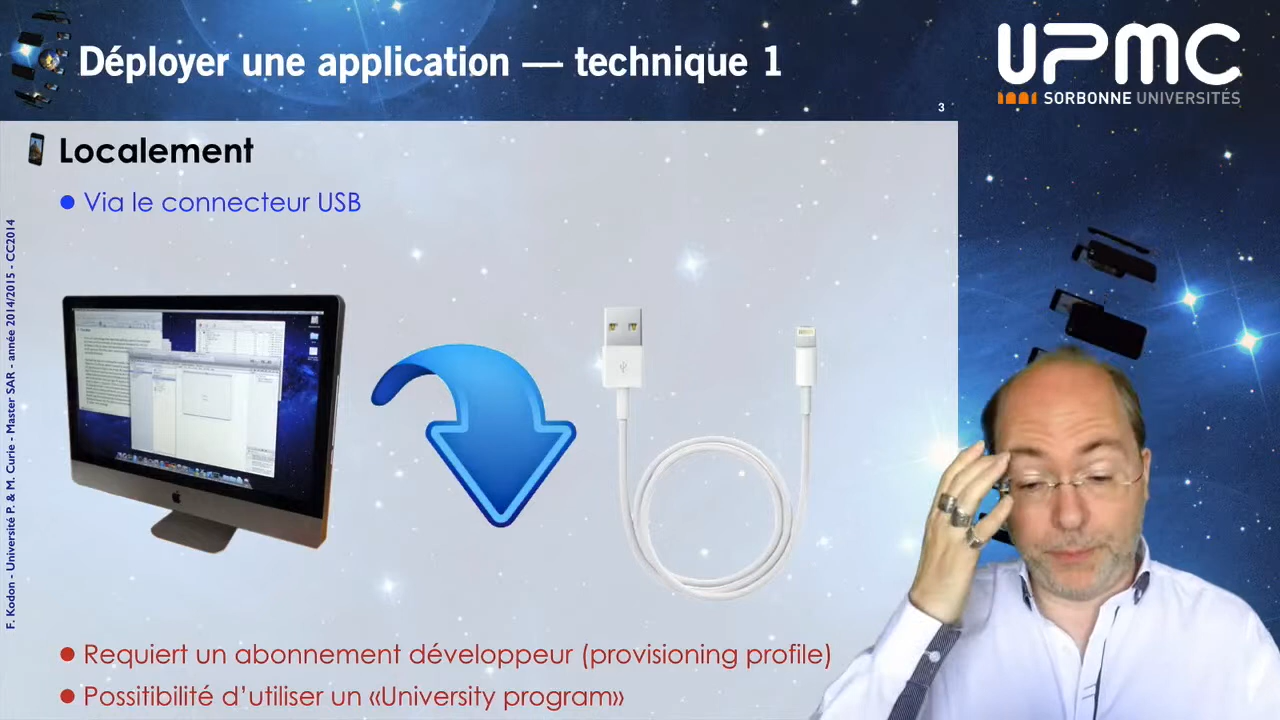 Déployer une application — technique 1
UPMC
SORBONNE UNIVERSITÉS
3
Localement
Via le connecteur USB
F. Kodon - Université P. & M. Curie - Master SAR - année 2014/2015 - CC2014
Requiert un abonnement développeur (provisioning profile)
Possitibilité d’utiliser un «University program»